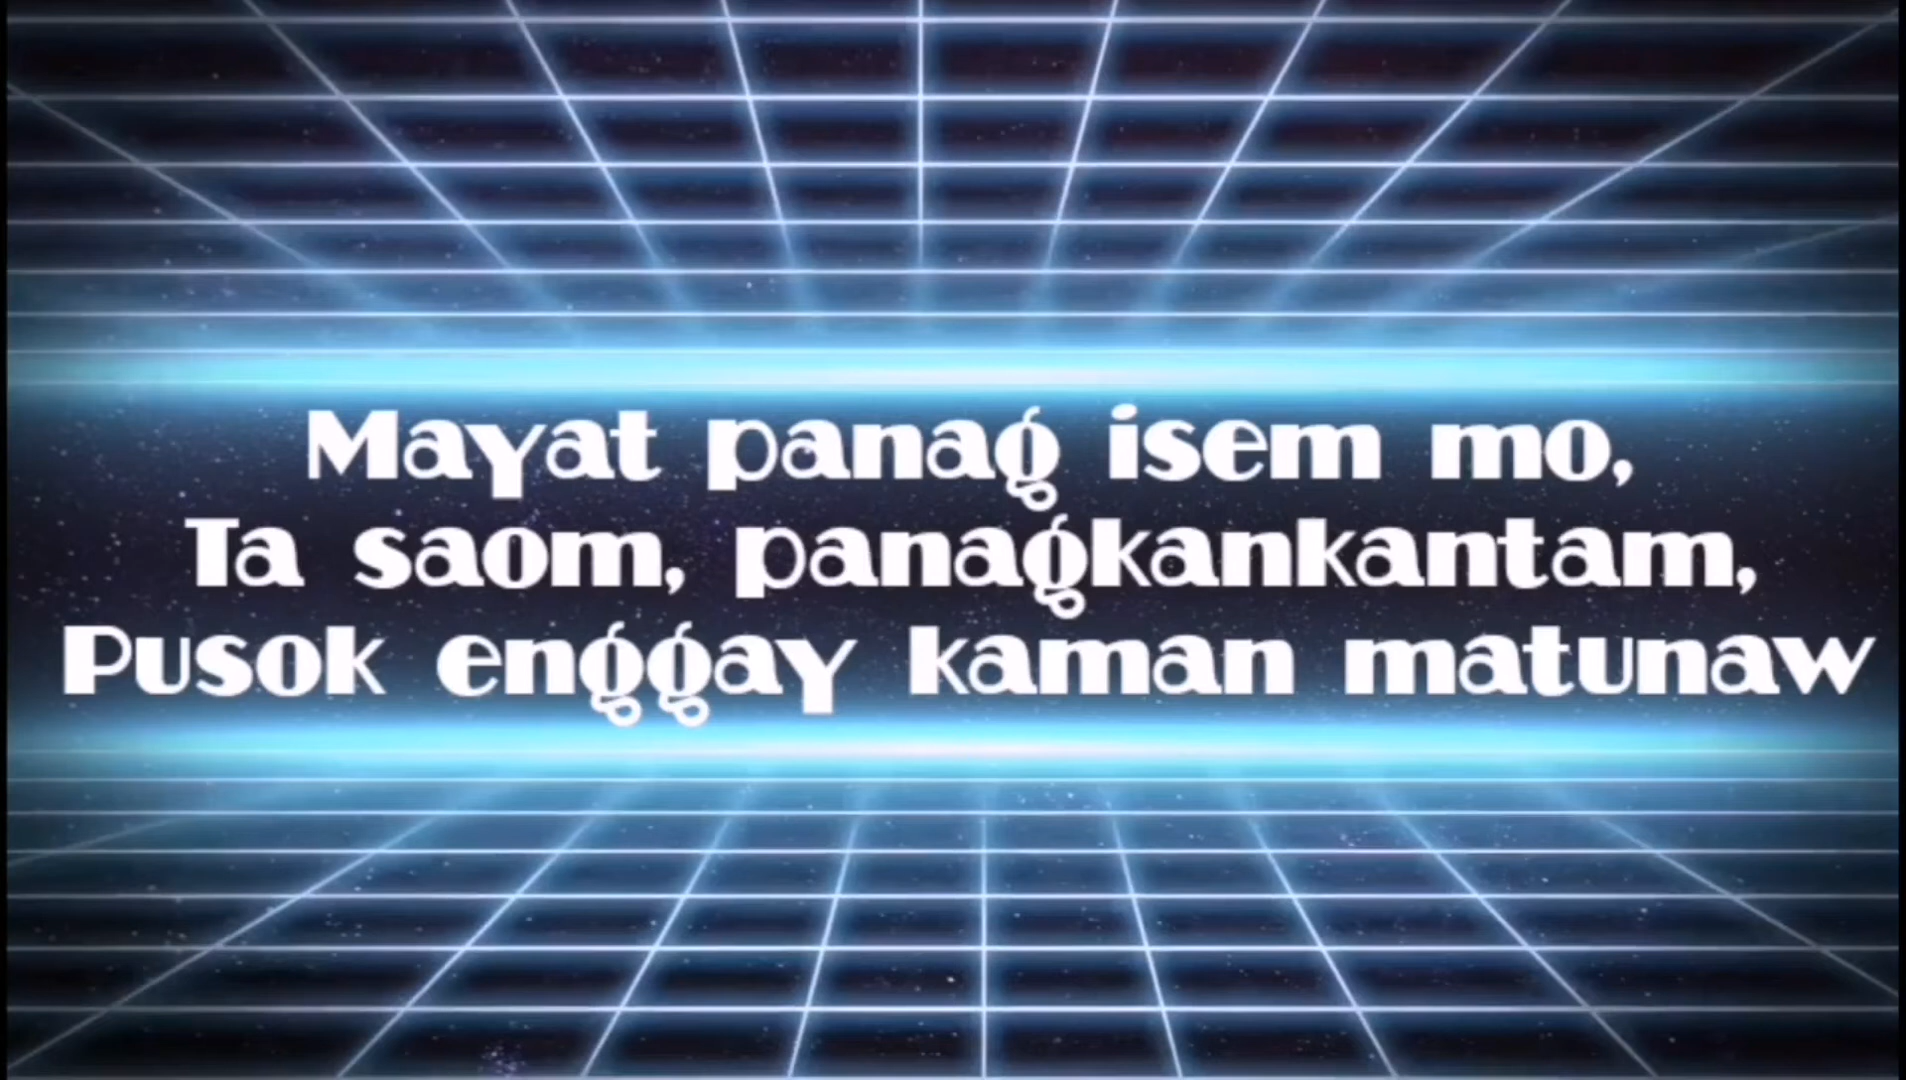 Mayat panag isem mo,
Ta saom, panagkankantam,
Pusok enggay kaman matunaw